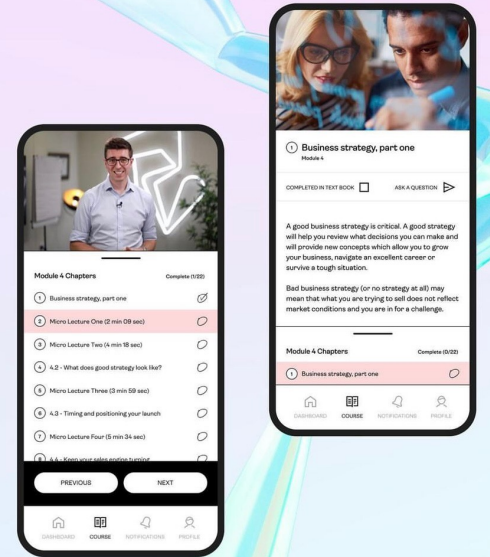 Module 4 Chapters
Complete (1/22)
1 Business strategy, part one
2 Micro Lecture One (2 min 09 sec)
3 Micro Lecture Two (4 min 18 sec)
4 4.2 - What does good strategy look like?
5 Micro Lecture Three (3 min 59 sec)
6 4.3 - Timing and positioning your launch
7 Micro Lecture Four (5 min 34 sec)
8 4.4 - Keep your sales engine turning
PREVIOUS
NEXT
DASHBOARD
COURSE
NOTIFICATIONS
PROFILE
1 Business strategy, part one
Module 4
COMPLETED IN TEXT BOOK
ASK A QUESTION
A good business strategy is critical. A good strategy
will help you review what decisions you can make and
will provide new concepts which allow you to grow
your business, navigate an excellent career or
survive a tough situation.
Bad business strategy (or no strategy at all) may
mean that what you are trying to sell does not reflect
market conditions and you are in for a challenge.
Module 4 Chapters
Complete (0/22)
1 Business strategy, part one
DASHBOARD
COURSE
NOTIFICATIONS
PROFILE